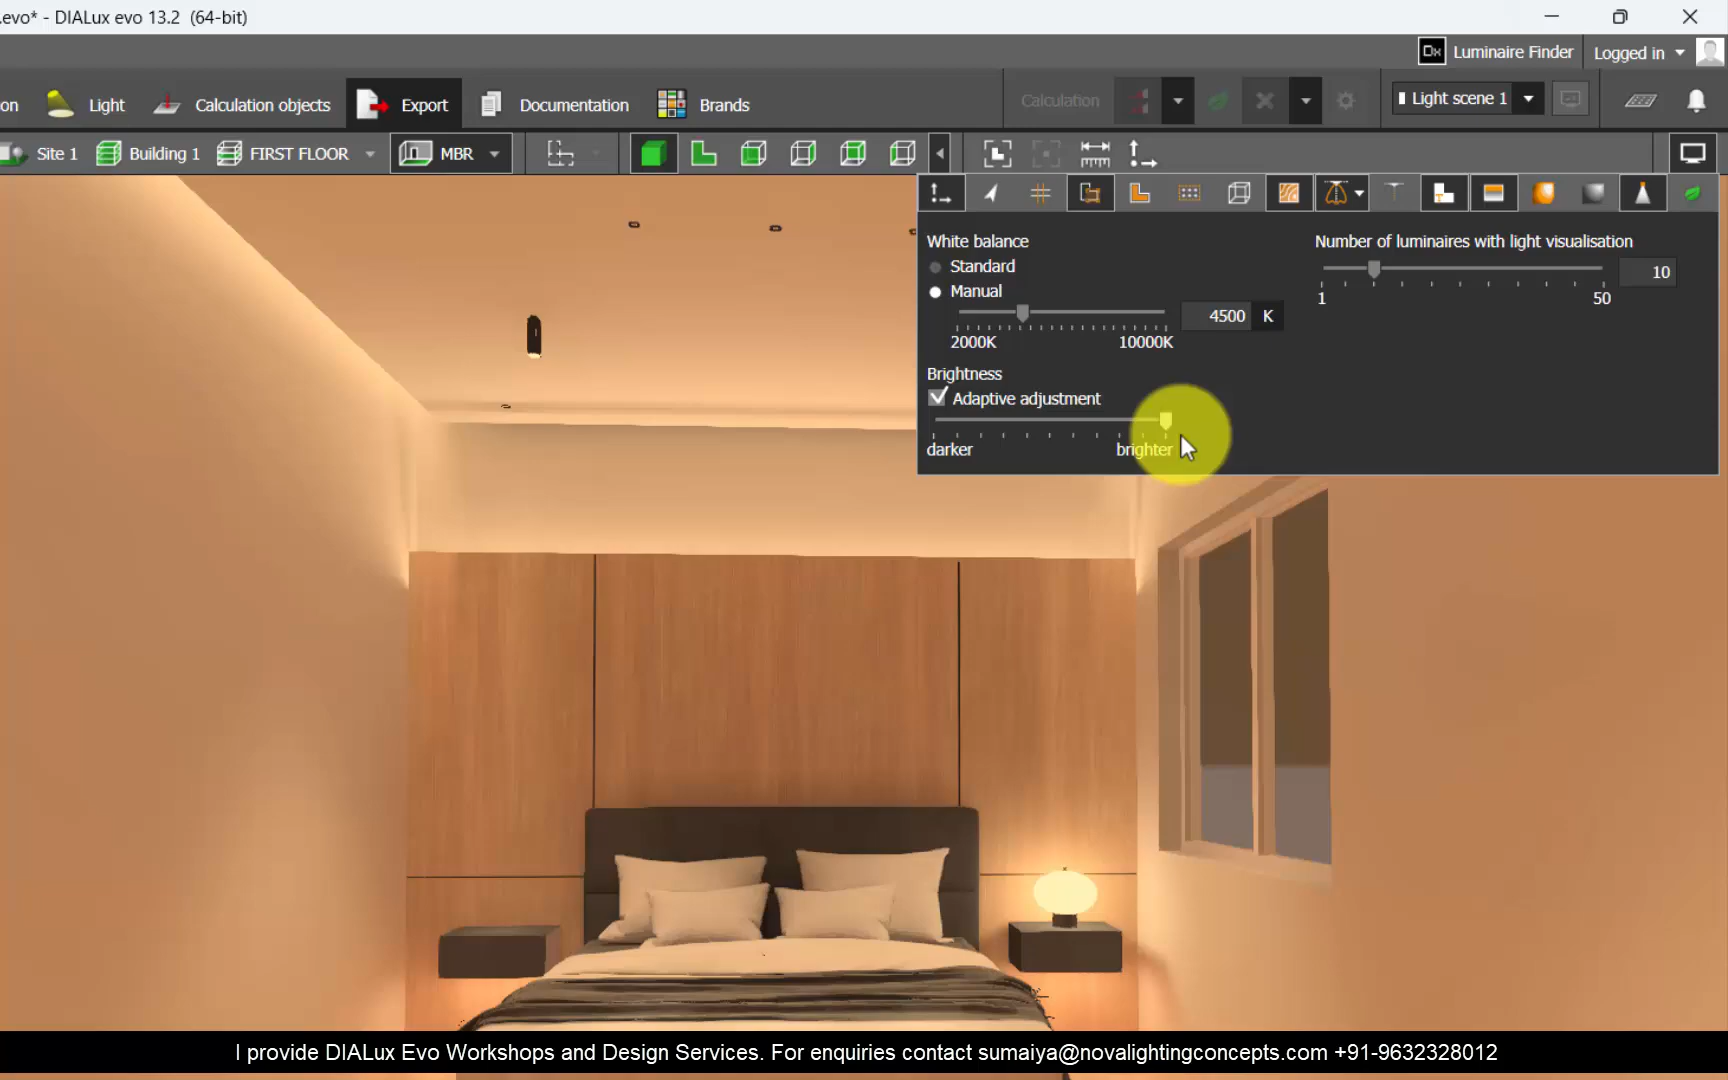 .evo* - DIALux evo 13.2 (64-bit)
Dx Luminaire Finder Logged in
on Light Calculation objects Export Documentation Brands Calculation Light scene 1
Site 1 Building 1 FIRST FLOOR MBR
White balance
Standard
Manual
4500 K
2000K 10000K
Brightness
Adaptive adjustment
darker brighter
Number of luminaires with light visualisation
10
1 50
I provide DIALux Evo Workshops and Design Services. For enquiries contact sumaiya@novalightingconcepts.com +91-9632328012